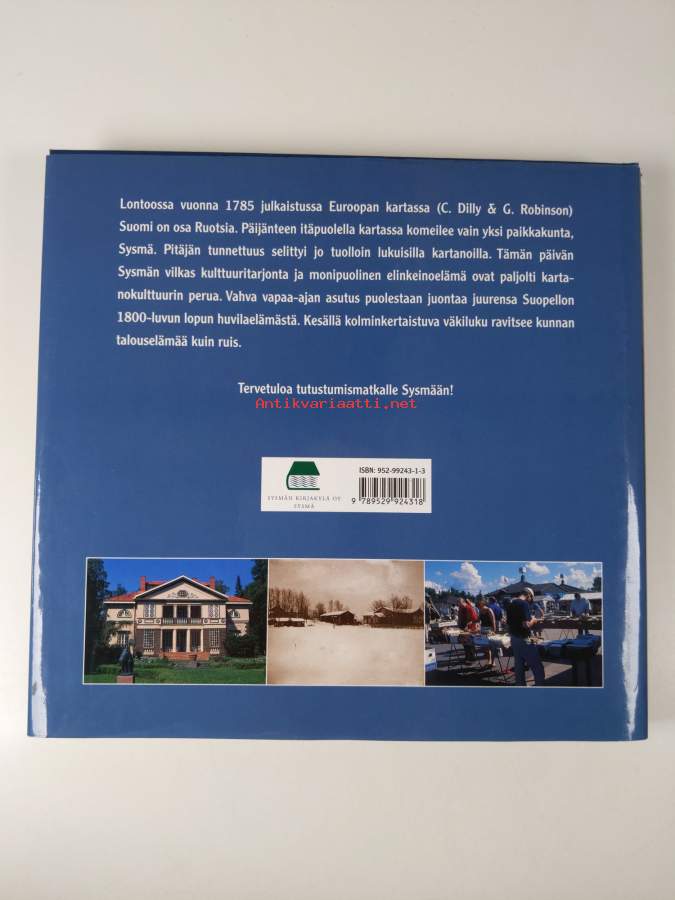 Lontoossa vuonna 1785 julkaistussa Euroopan kartassa (C. Dilly & G. Robinson)
Suomi on osa Ruotsia. Päijänteen itäpuolella kartassa komeilee vain yksi paikkakunta,
Sysmä. Pitäjän tunnettuus selittyi jo tuolloin lukuisilla kartanoilla. Tämän päivän
Sysmän vilkas kulttuuritarjonta ja monipuolinen elinkeinoelämä ovat paljolti karta-
nokulttuurin perua. Vahva vapaa-ajan asutus puolestaan juontaa juurensa Suopellon
1800-luvun lopun huvilaelämästä. Kesällä kolminkertaistuva väkiluku ravitsee kunnan
talouselämää kuin ruis.
Tervetuloa tutustumismatkalle Sysmään!
Antikvariaatti.net
ISBN: 952-99243-1-3
SYSMÄN KIRJAKYLÄ OY
SYSMÄ
9 789529 924318